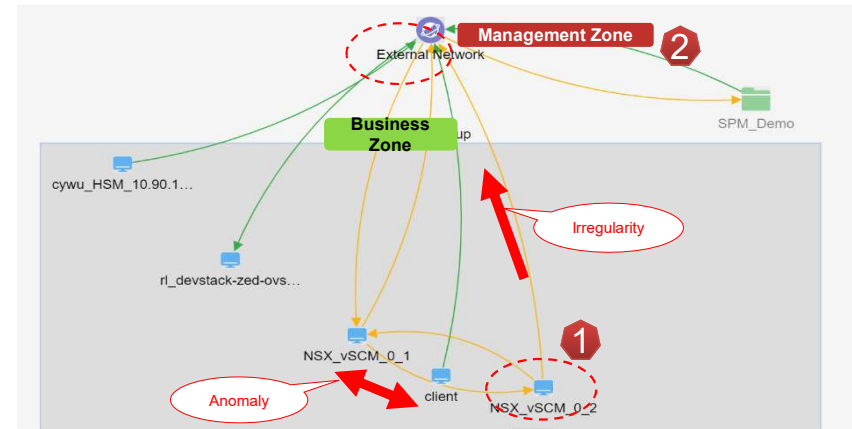 Management Zone
2
External Network
SPM_Demo
Business
Zone
up
cywu_HSM_10.90.1...
Irregularity
rl_devstack-zed-ovs...
1
NSX_vSCM_0_1
Anomaly
client
NSX_vSCM_0_2